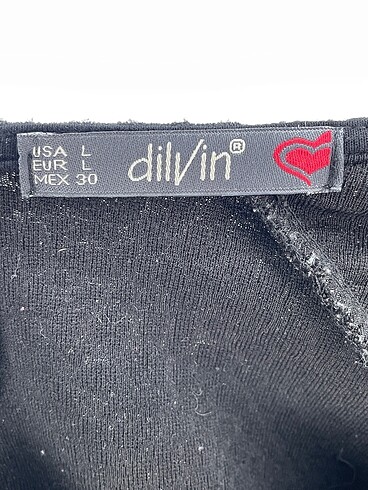 USA L
EUR L
MEX 30
dilvin®